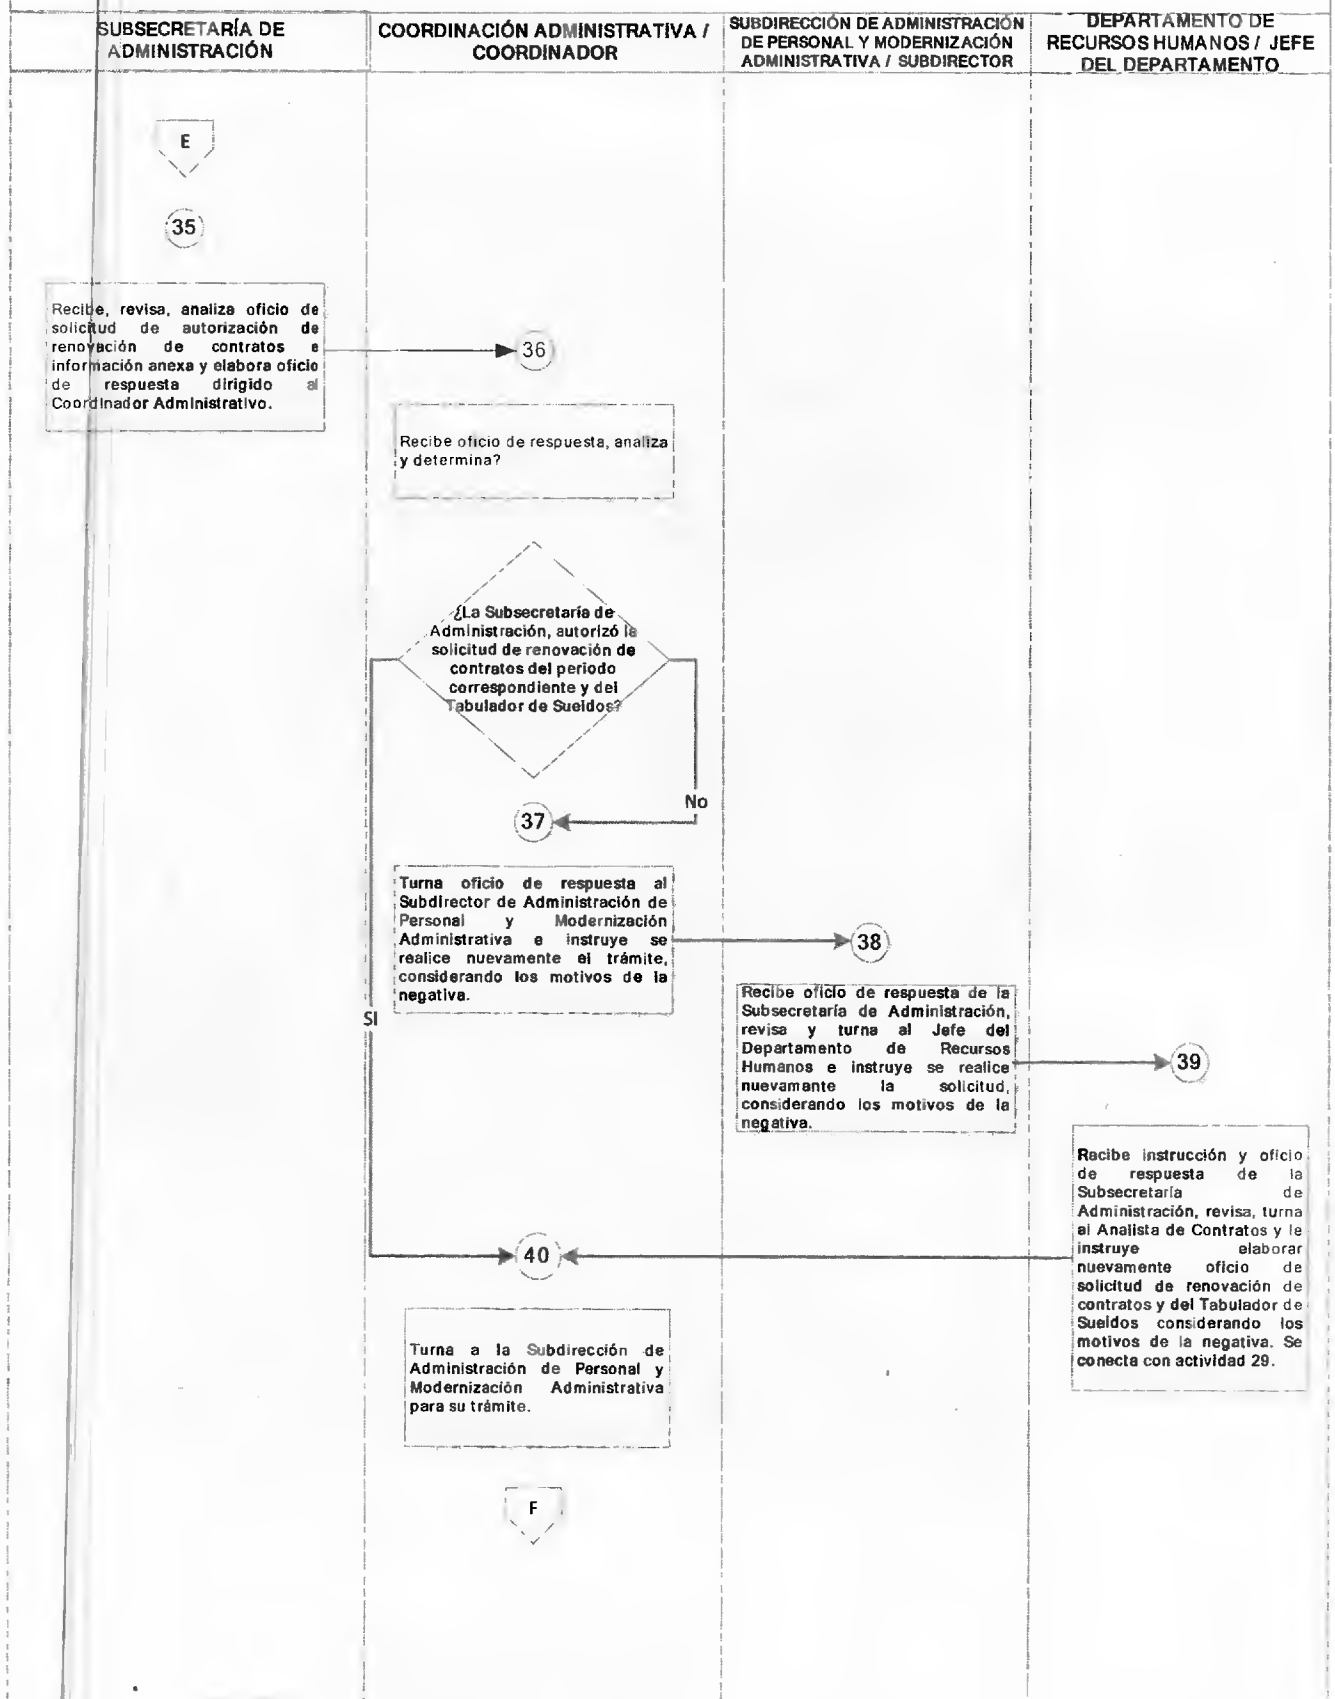 SUBSECRETARÍA DE
ADMINISTRACIÓN
COORDINACIÓN ADMINISTRATIVA /
COORDINADOR
SUBDIRECCIÓN DE ADMINISTRACIÓN
DE PERSONAL Y MODERNIZACIÓN
ADMINISTRATIVA / SUBDIRECTOR
DEPARTAMENTO DE
RECURSOS HUMANOS / JEFE
DEL DEPARTAMENTO
E
35
Recibe, revisa, analiza oficio de
solicitud de autorización de
renovación de contratos e
información anexa y elabora oficio
de respuesta dirigido al
Coordinador Administrativo.
36
Recibe oficio de respuesta, analiza
y determina?
¿La Subsecretaría de
Administración, autorizó la
solicitud de renovación de
contratos del periodo
correspondiente y del
Tabulador de Sueldos?
No
37
Turna oficio de respuesta al
Subdirector de Administración de
Personal y Modernización
Administrativa e instruye se
realice nuevamente el trámite,
considerando los motivos de la
negativa.
SI
38
Recibe oficio de respuesta de la
Subsecretaría de Administración,
revisa y turna al Jefe del
Departamento de Recursos
Humanos e instruye se realice
nuevamante la solicitud,
considerando los motivos de la
negativa.
39
Recibe instrucción y oficio
de respuesta de la
Subsecretaría de
Administración, revisa, turna
al Analista de Contratos y le
instruye elaborar
nuevamente oficio de
solicitud de renovación de
contratos y del Tabulador de
Sueldos considerando los
motivos de la negativa. Se
conecta con actividad 29.
40
Turna a la Subdirección de
Administración de Personal y
Modernización Administrativa
para su trámite.
F